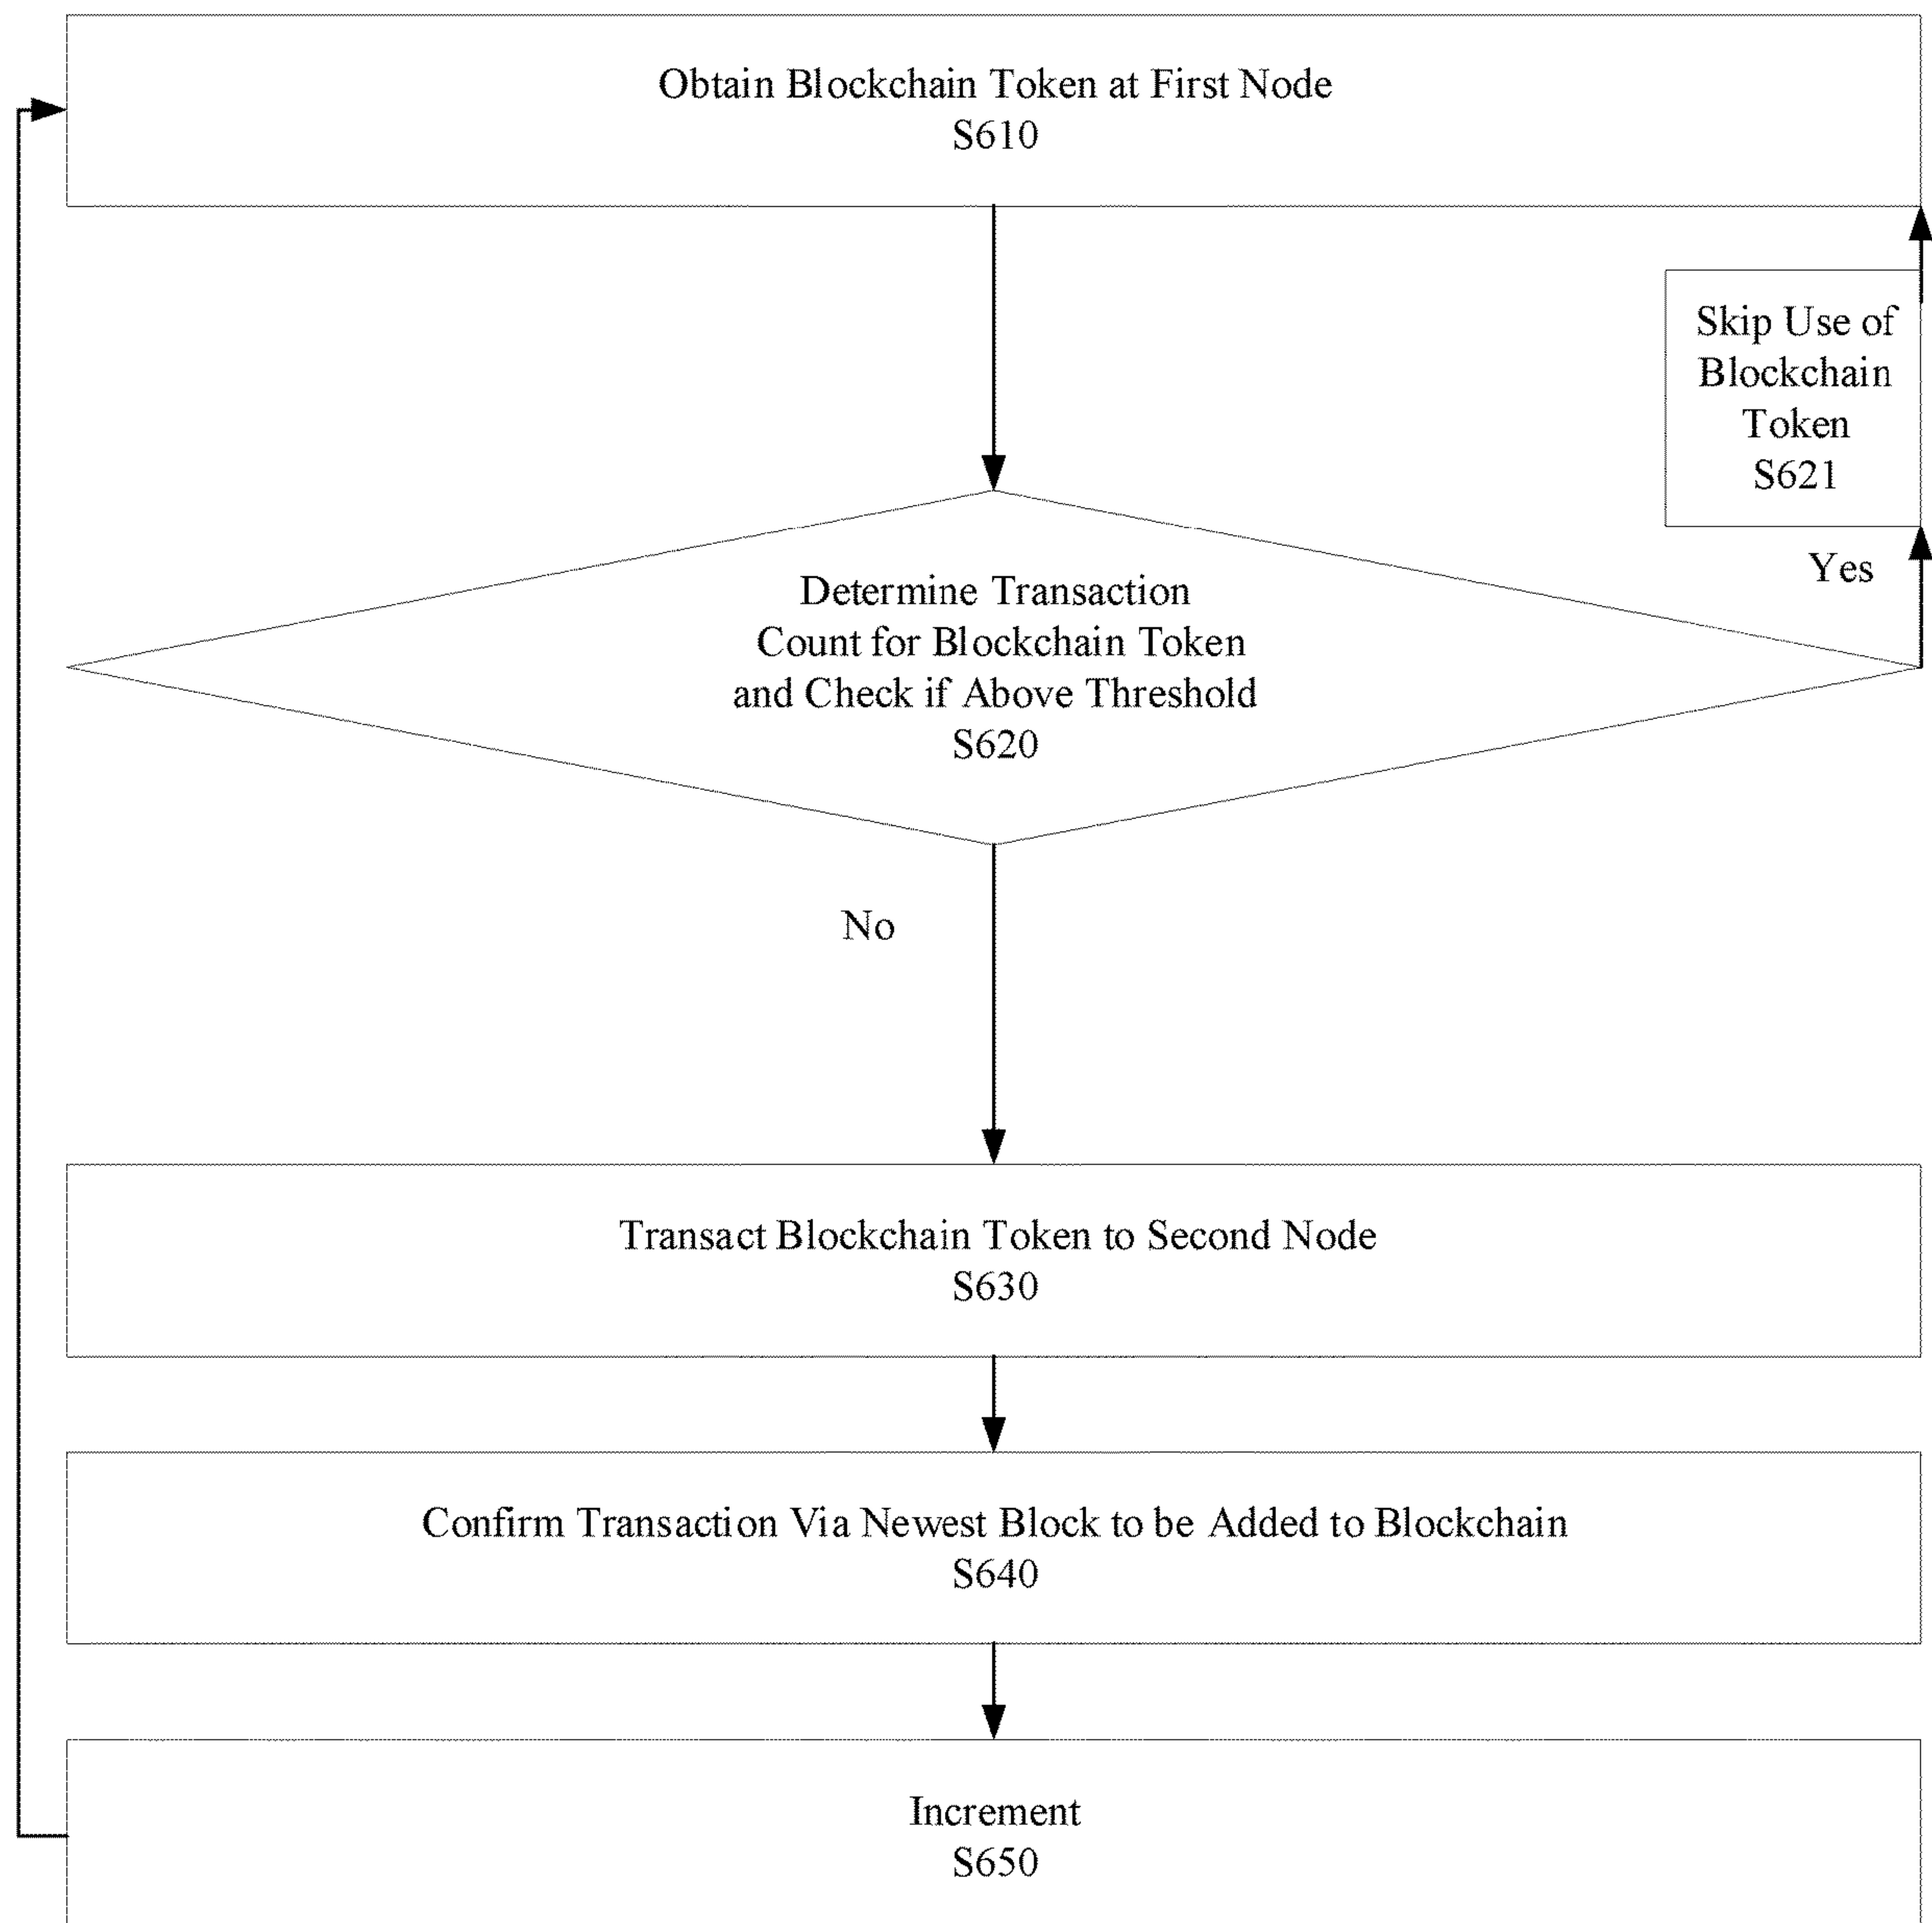 Obtain Blockchain Token at First Node
S610
Skip Use of
Blockchain
Token
S621
Yes
Determine Transaction
Count for Blockchain Token
and Check if Above Threshold
S620
No
Transact Blockchain Token to Second Node
S630
Confirm Transaction Via Newest Block to be Added to Blockchain
S640
Increment
S650